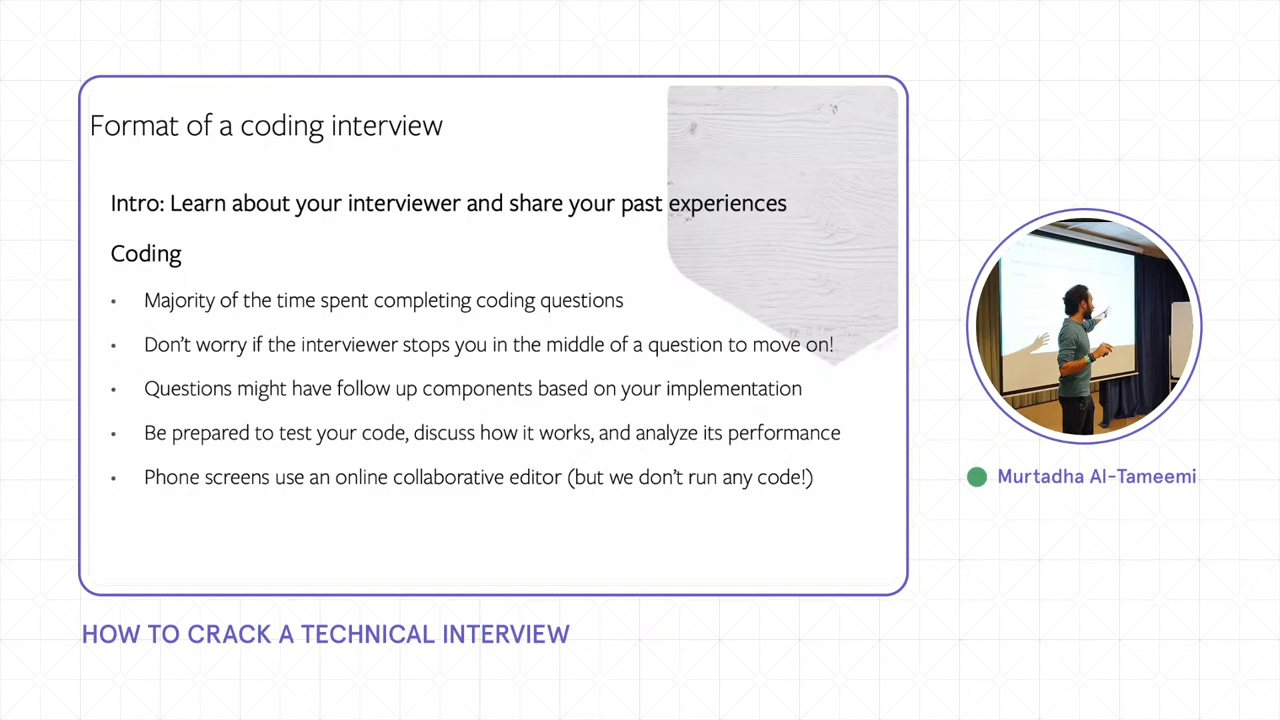 Format of a coding interview
Intro: Learn about your interviewer and share your past experiences
Coding
• Majority of the time spent completing coding questions
• Don’t worry if the interviewer stops you in the middle of a question to move on!
• Questions might have follow up components based on your implementation
• Be prepared to test your code, discuss how it works, and analyze its performance
• Phone screens use an online collaborative editor (but we don’t run any code!)
Murtadha Al-Tameemi
HOW TO CRACK A TECHNICAL INTERVIEW